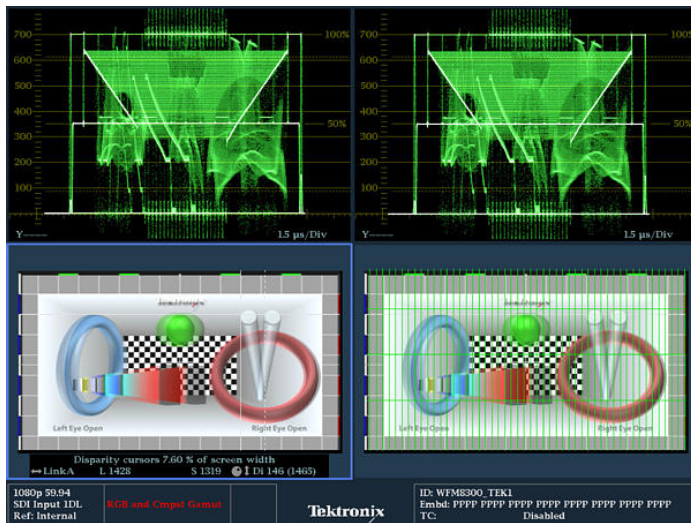 700
600
500
400
300
200
100
0
100%
50%
Y-----
1.5 µs/Div
700
600
500
400
300
200
100
0
100%
50%
Y-----
1.5 µs/Div
Left Eye Open
Right Eye Open
Disparity cursors 7.60 % of screen width
LinkA L 1428 S 1319 Di 146 (1465)
Left Eye Open
Right Eye Open
1080p 59.94
SDI Input 1DL
Ref: Internal
RGB and Cmpst Gamut
Tektronix
ID: WFM8300_TEK1
Embd: PPPP PPPP PPPP PPPP PPPP PPPP PPPP PPPP
TC: Disabled